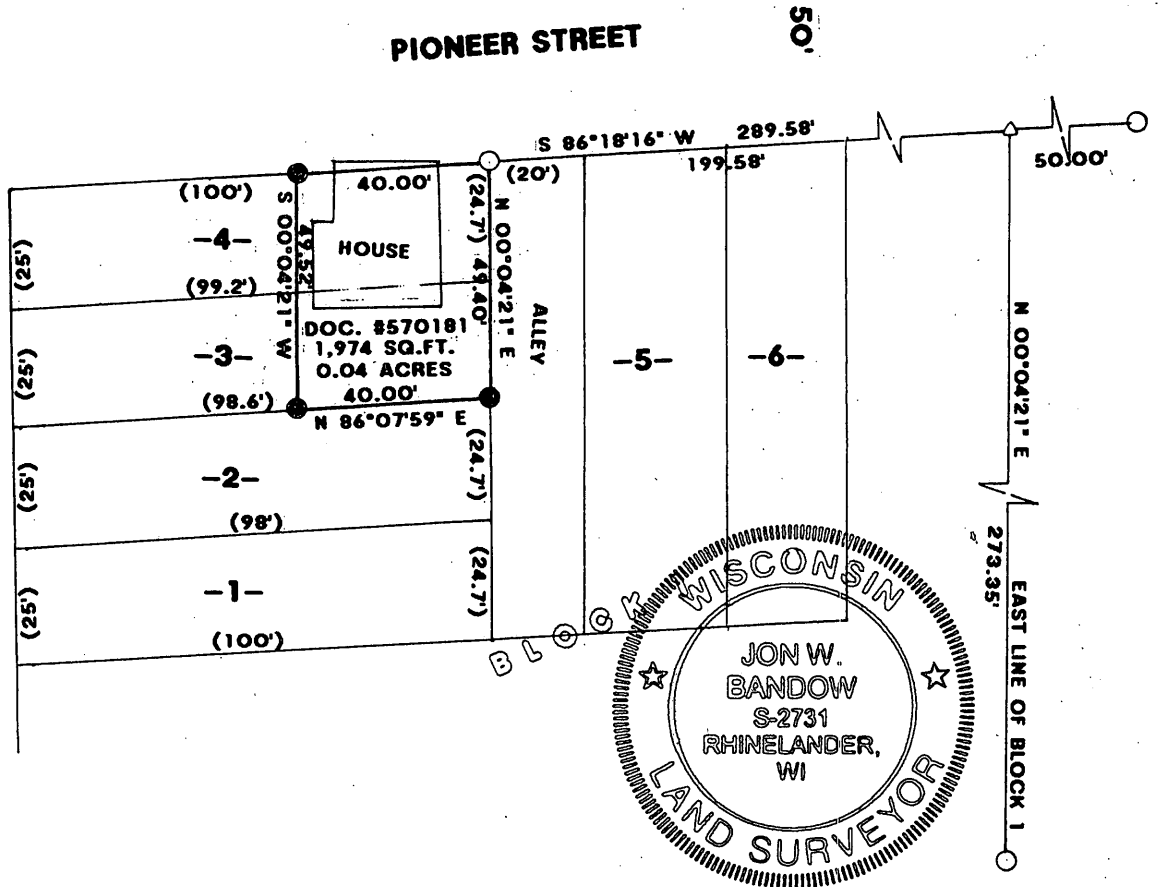 50'
PIONEER STREET
S 86°18'16" W 289.58'
199.58'
50.00'
(100') 40.00' (20')
-4-
(25')
(99.2')
S 00°04'21" W
49.52'
HOUSE
(24.7') 49.40'
N 00°04'21" E
ALLEY
DOC. #570181
1,974 SQ.FT.
0.04 ACRES
40.00'
N 86°07'59" E
-3-
(25')
(98.6')
-5-
-6-
N 00°04'21" E
-2-
(25')
(98')
(24.7')
-1-
(25')
(100')
(24.7')
273.35'
EAST LINE OF BLOCK 1
BLOCK
WISCONSIN
JON W.
BANDOW
S-2731
RHINELANDER,
WI
LAND SURVEYOR